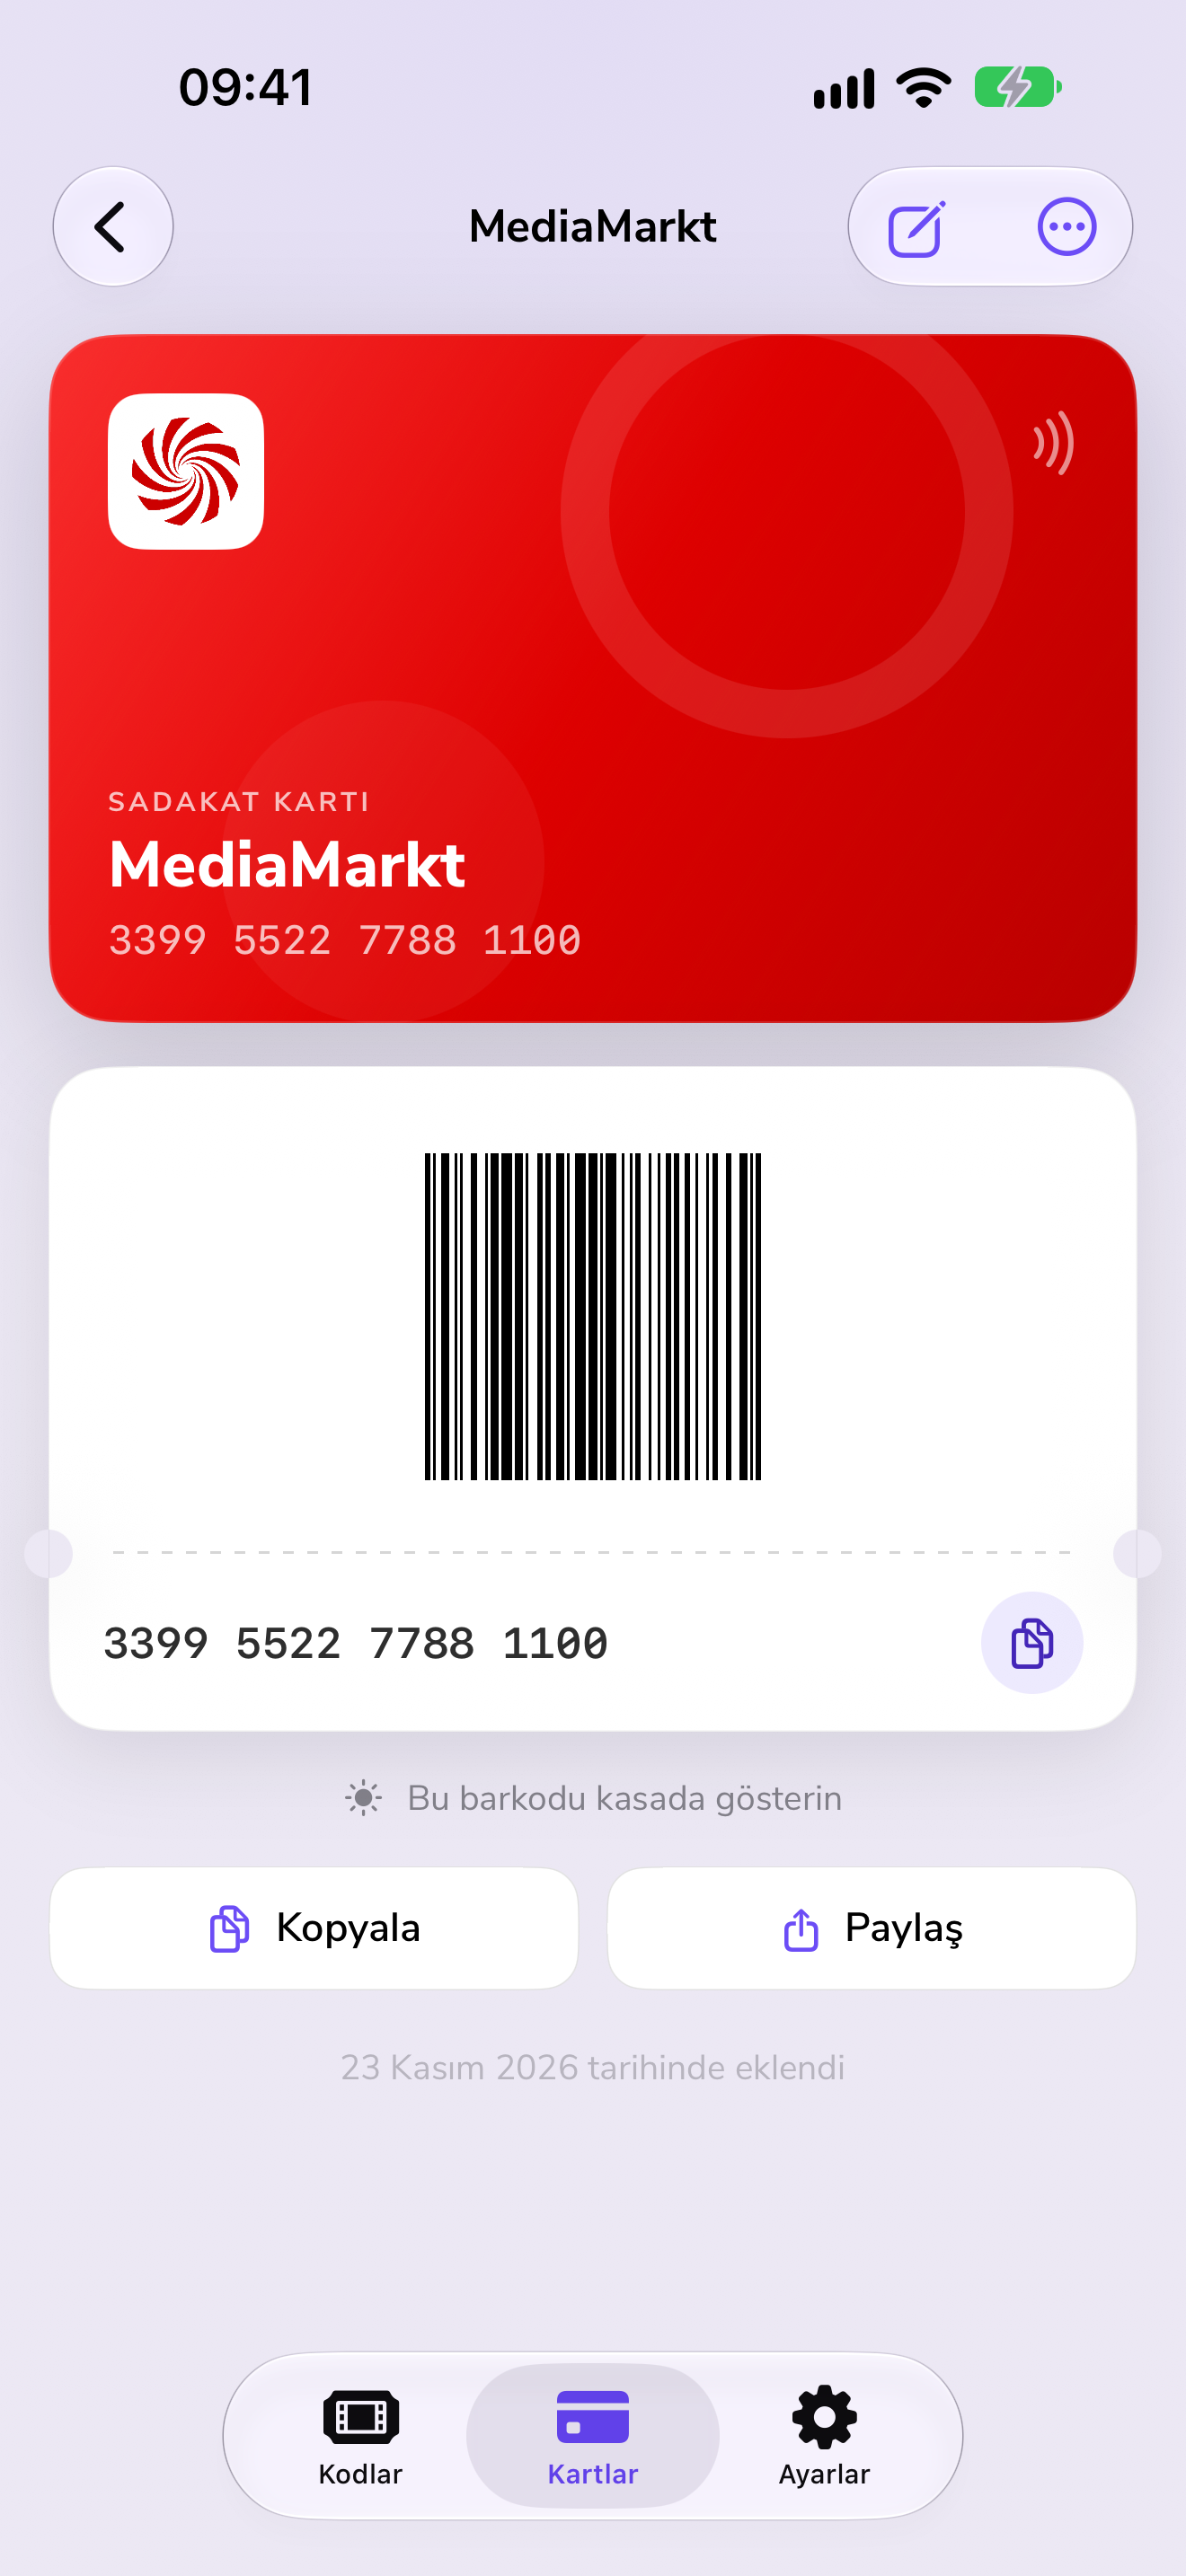 09:41
MediaMarkt
SADAKAT KARTI
MediaMarkt
3399 5522 7788 1100
3399 5522 7788 1100
Bu barkodu kasada gösterin
Kopyala
Paylaş
23 Kasım 2026 tarihinde eklendi
Kodlar
Kartlar
Ayarlar